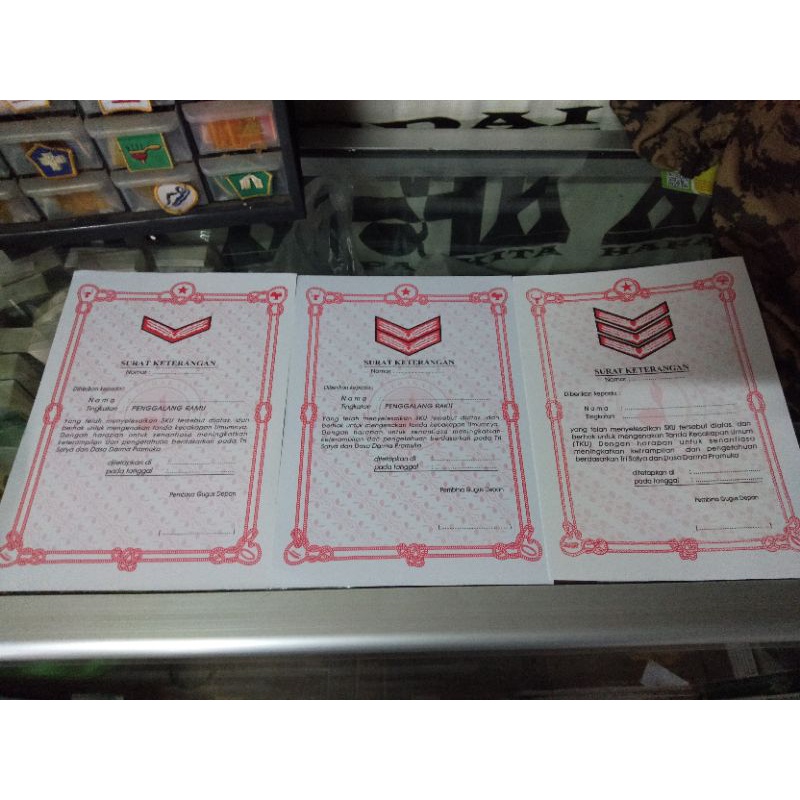 KITA
SURAT KETERANGAN
Nomor :
Diberikan kepada :
Nama :
Tingkatan : PENGGALANG RAMU
Yang telah menyelesaikan SKU tersebut diatas, dan
berhak untuk mengenakan tanda kecakapan Umumnya.
Dengan harapan untuk senantiasa meningkatkan
keterampilan dan pengetahuan berdasarkan pada Tri
Satya dan Dasa Darma Pramuka
ditetapkan di :
pada tanggal :
Pembina Gugus Depan
SURAT KETERANGAN
Nomor :
Diberikan kepada :
Nama :
Tingkatan : PENGGALANG RAKIT
Yang telah menyelesaikan SKU tersebut diatas, dan
berhak untuk mengenakan tanda kecakapan Umumnya.
Dengan harapan untuk senantiasa meningkatkan
keterampilan dan pengetahuan berdasarkan pada Tri
Satya dan Dasa Darma Pramuka
ditetapkan di :
pada tanggal :
Pembina Gugus Depan
SURAT KETERANGAN
Nomor :
Diberikan kepada :
Nama :
Tingkatan :
yang telah menyelesaikan SKU tersebut diatas, dan
berhak untuk mengenakan Tanda Kecakapan Umum
(TKU) Dengan harapan untuk senantiasa
meningkatkan ketrampilan dan pengetahuan
berdasarkan Tri Satya dan Dasa Darma Pramuka
ditetapkan di :
pada tanggal :
Pembina Gugus Depan